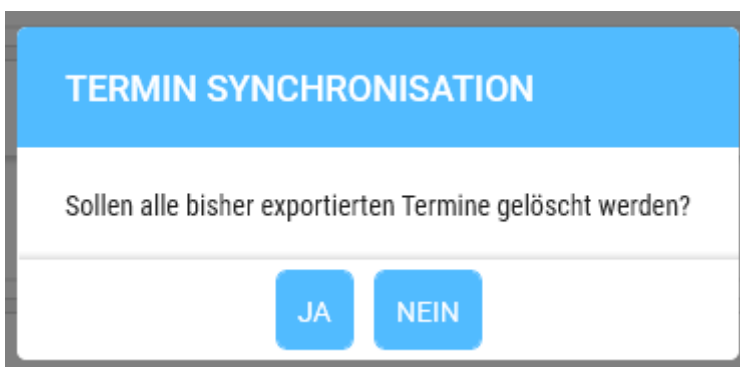 TERMIN SYNCHRONISATION
Sollen alle bisher exportierten Termine gelöscht werden?
JA NEIN